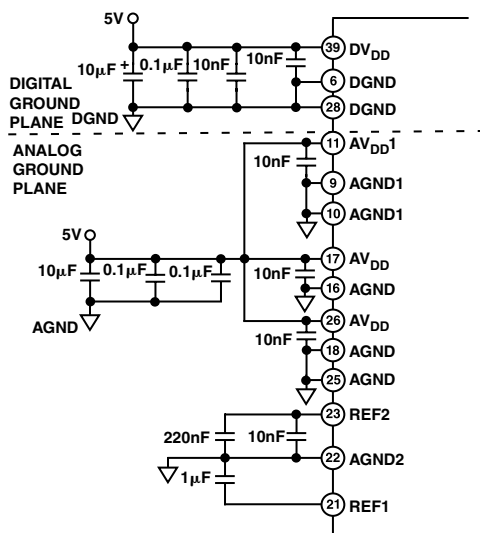 5V
10μF + 0.1μF 10nF 10nF
39 DVDD
6 DGND
28 DGND
DIGITAL
GROUND
PLANE DGND
ANALOG
GROUND
PLANE
11 AVDD1
10nF
9 AGND1
10 AGND1
5V
10μF 0.1μF 0.1μF 10nF
17 AVDD
16 AGND
AGND
26 AVDD
10nF
18 AGND
25 AGND
23 REF2
220nF 10nF
22 AGND2
1μF
21 REF1